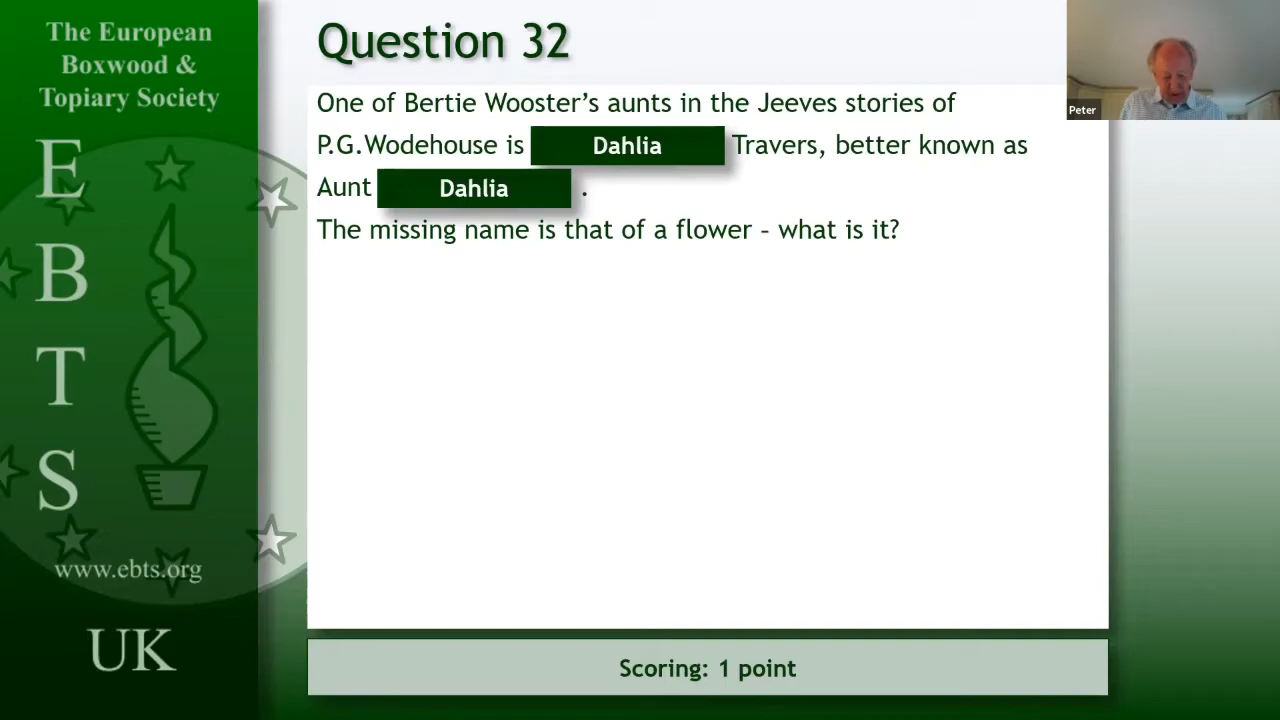 The European
Boxwood &
Topiary Society
E
B
T
S
www.ebts.org
UK
Question 32
One of Bertie Wooster’s aunts in the Jeeves stories of
P.G.Wodehouse is Dahlia Travers, better known as
Aunt Dahlia .
The missing name is that of a flower – what is it?
Scoring: 1 point
Peter